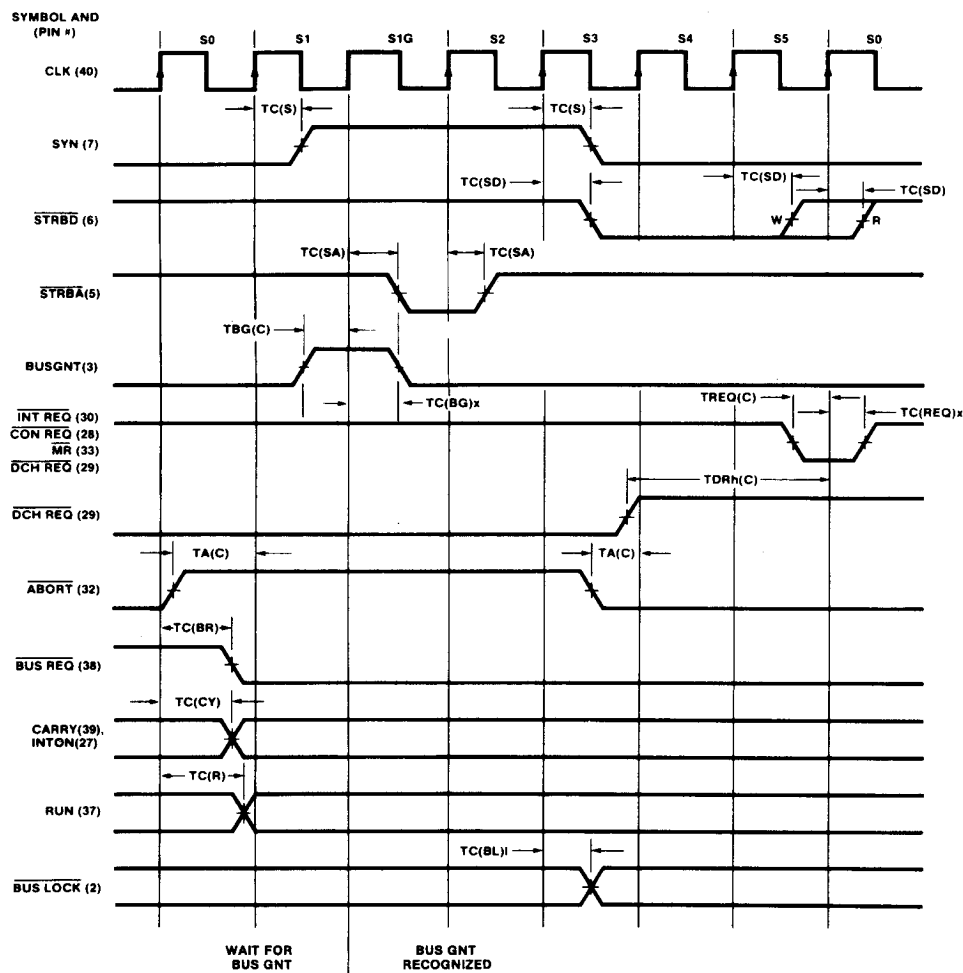 SYMBOL AND
(PIN #)
S0 S1 S1G S2 S3 S4 S5 S0
CLK (40)
TC(S) TC(S)
SYN (7)
TC(SD) TC(SD) TC(SD)
STRBD (6)
W R
TC(SA) TC(SA)
STRBA(5)
TBG(C)
BUSGNT(3)
TC(BG)x TREQ(C) TC(REQ)x
INT REQ (30)
CON REQ (28)
MR (33)
DCH REQ (29)
TDRh(C)
DCH REQ (29)
TA(C) TA(C)
ABORT (32)
TC(BR)
BUS REQ (38)
TC(CY)
CARRY(39),
INTON(27)
TC(R)
RUN (37)
TC(BL)I
BUS LOCK (2)
WAIT FOR BUS GNT
BUS GNT RECOGNIZED